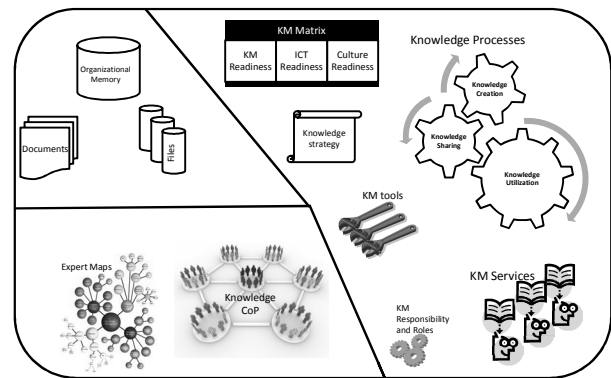 Organizational
Memory
Documents
Files
KM Matrix
KM
Readiness
ICT
Readiness
Culture
Readiness
Knowledge
strategy
Knowledge Processes
Knowledge
Creation
Knowledge
Sharing
Knowledge
Utilization
KM tools
Expert Maps
Knowledge
CoP
KM
Responsibility
and Roles
KM Services